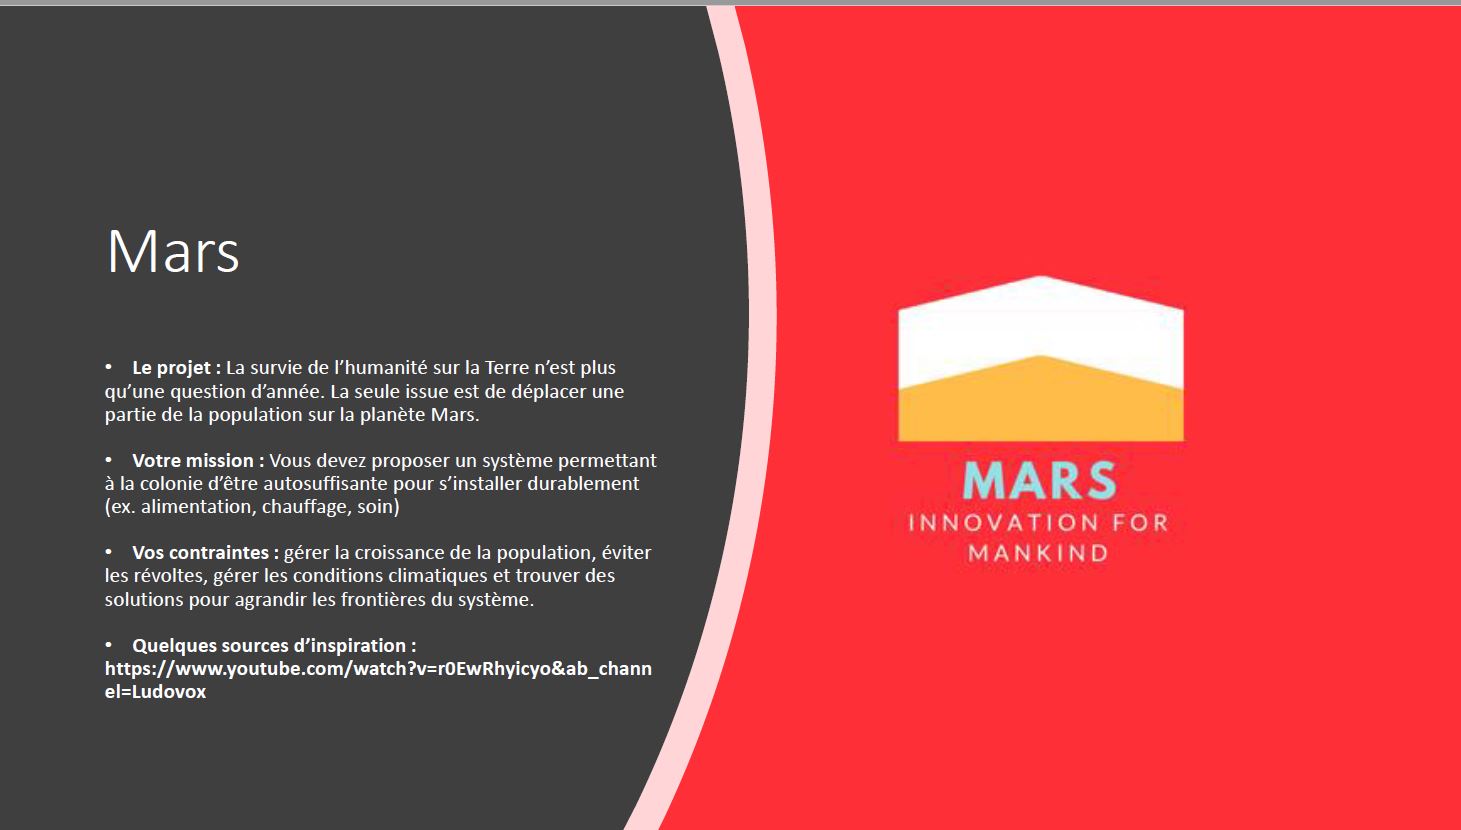 Mars
• Le projet : La survie de l’humanité sur la Terre n’est plus
qu’une question d’année. La seule issue est de déplacer une
partie de la population sur la planète Mars.
• Votre mission : Vous devez proposer un système permettant
à la colonie d’être autosuffisante pour s’installer durablement
(ex. alimentation, chauffage, soin)
• Vos contraintes : gérer la croissance de la population, éviter
les révoltes, gérer les conditions climatiques et trouver des
solutions pour agrandir les frontières du système.
• Quelques sources d’inspiration :
https://www.youtube.com/watch?v=r0EwRhyicyo&ab_chann
el=Ludovox
MARS
INNOVATION FOR
MANKIND